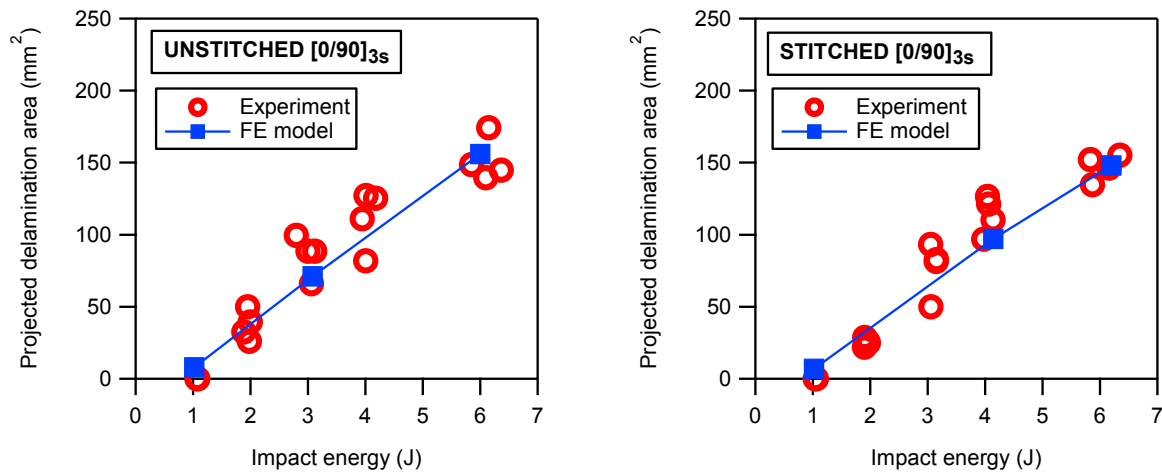 250
200
150
100
50
0
Projected delamination area (mm²)
UNSTITCHED [0/90]3s
Experiment
FE model
0 1 2 3 4 5 6 7
Impact energy (J)
250
200
150
100
50
0
Projected delamination area (mm²)
STITCHED [0/90]3s
Experiment
FE model
0 1 2 3 4 5 6 7
Impact energy (J)